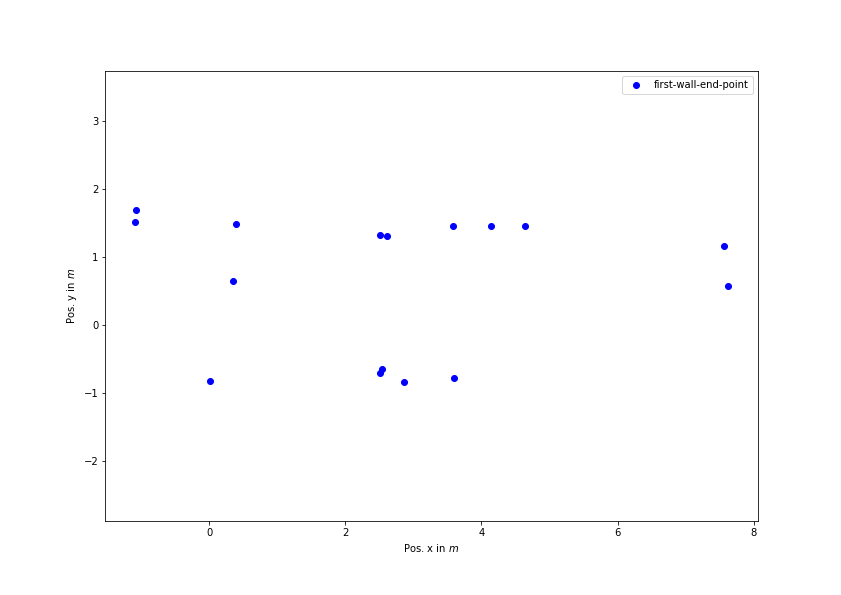 first-wall-end-point
3
2
1
0
−1
−2
Pos. y in m
0 2 4 6 8
Pos. x in m